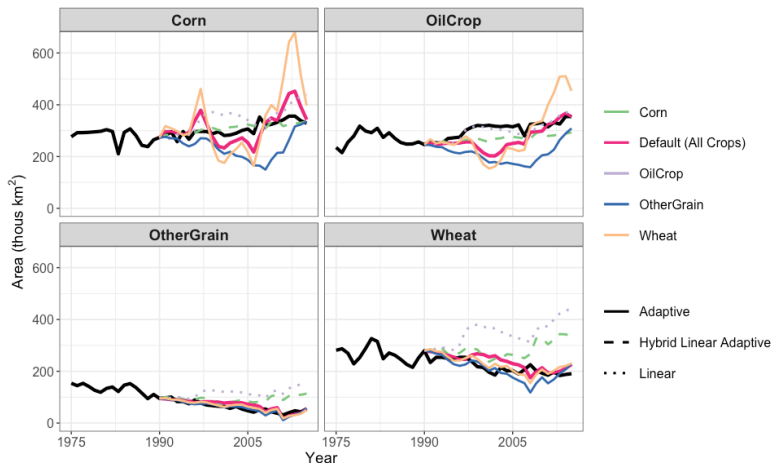 Corn
OilCrop
600
400
200
0
OtherGrain
Wheat
600
400
200
0
1975
1990
2005
1975
1990
2005
Area (thous km²)
Year
Corn
Default (All Crops)
OilCrop
OtherGrain
Wheat
Adaptive
Hybrid Linear Adaptive
Linear